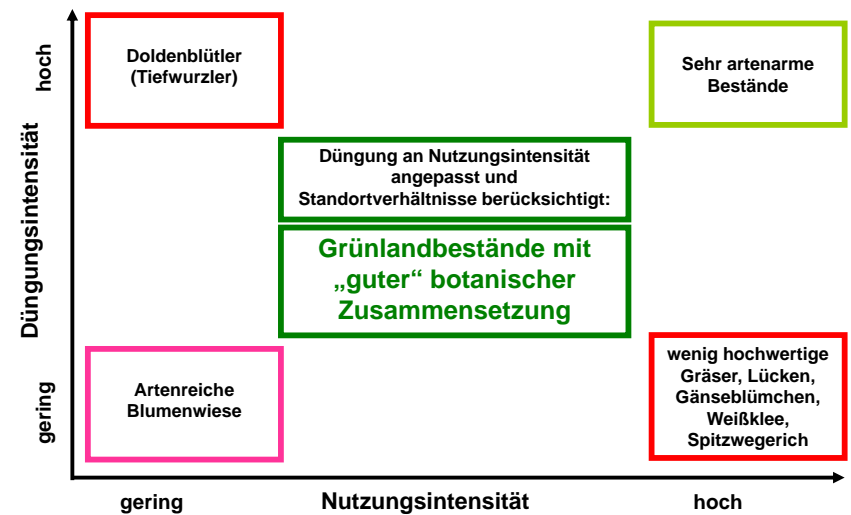 hoch
Düngungsintensität
gering
Doldenblütler
(Tiefwurzler)
Sehr artenarme
Bestände
Düngung an Nutzungsintensität
angepasst und
Standortverhältnisse berücksichtigt:
Grünlandbestände mit
„guter“ botanischer
Zusammensetzung
Artenreiche
Blumenwiese
wenig hochwertige
Gräser, Lücken,
Gänseblümchen,
Weißklee,
Spitzwegerich
gering
Nutzungsintensität
hoch